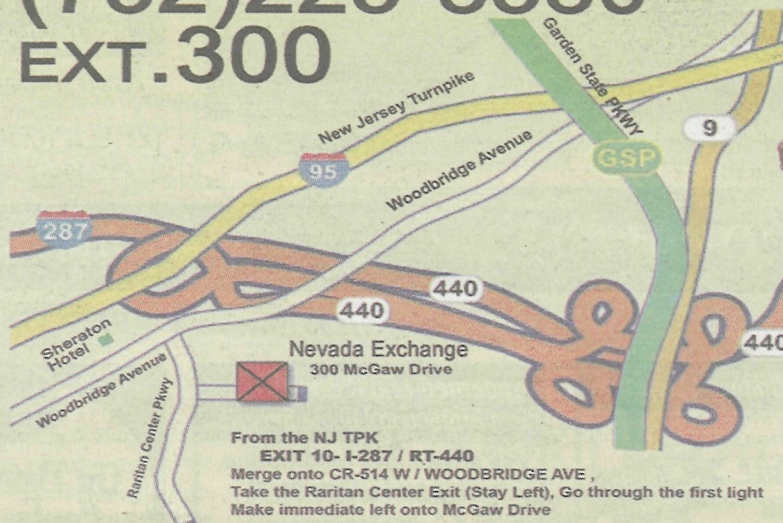 EXT.300
Garden State PKWY
New Jersey Turnpike
9
GSP
95
Woodbridge Avenue
287
440
440
440
Sheraton
Hotel
Nevada Exchange
300 McGaw Drive
Woodbridge Avenue
Raritan Center Pkwy
From the NJ TPK
EXIT 10- I-287 / RT-440
Merge onto CR-514 W / WOODBRIDGE AVE ,
Take the Raritan Center Exit (Stay Left), Go through the first light
Make immediate left onto McGaw Drive